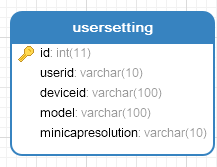 usersetting
id: int(11)
userid: varchar(10)
deviceid: varchar(100)
model: varchar(100)
minicapresolution: varchar(10)